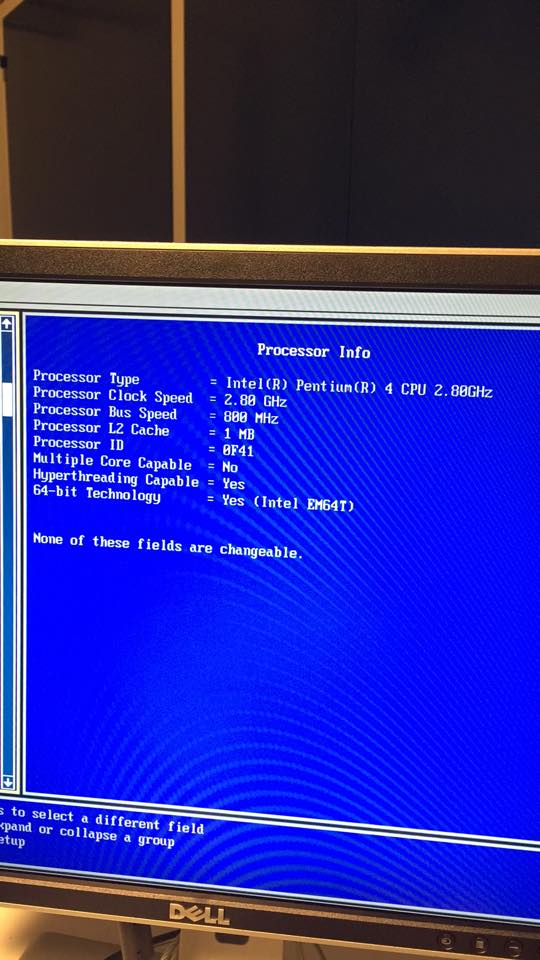 Processor Info
Processor Type = Intel(R) Pentium(R) 4 CPU 2.80GHz
Processor Clock Speed = 2.80 GHz
Processor Bus Speed = 800 MHz
Processor L2 Cache = 1 MB
Processor ID = 0F41
Multiple Core Capable = No
Hyperthreading Capable = Yes
64-bit Technology = Yes (Intel EM64T)
None of these fields are changeable.
s to select a different field
xpand or collapse a group
etup
DELL